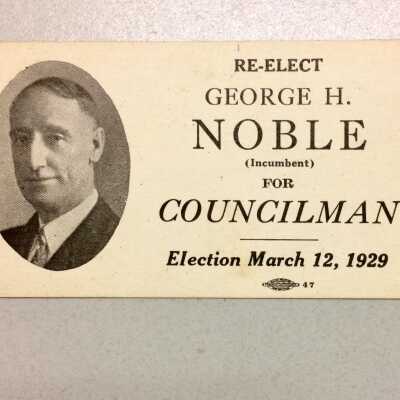 RE-ELECT
GEORGE H.
NOBLE
(Incumbent)
FOR
COUNCILMAN
Election March 12, 1929
47